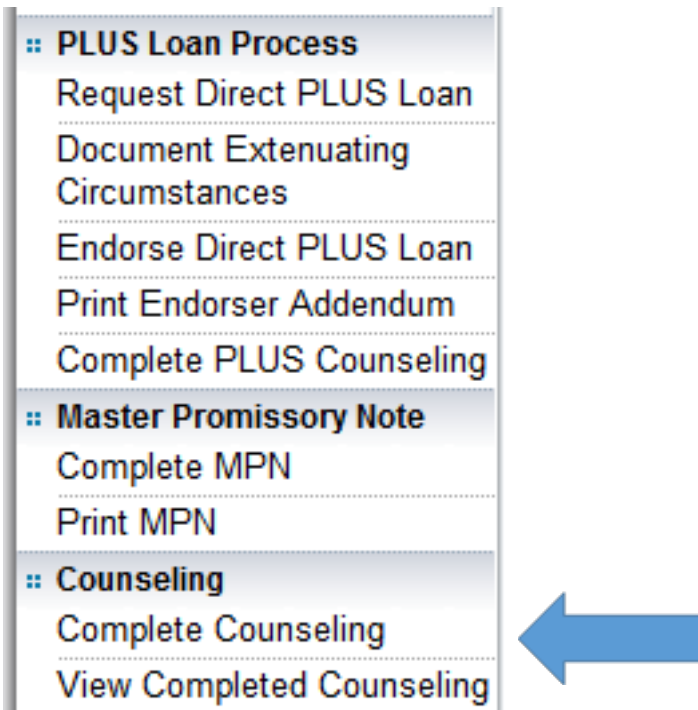 PLUS Loan Process
Request Direct PLUS Loan
Document Extenuating
Circumstances
Endorse Direct PLUS Loan
Print Endorser Addendum
Complete PLUS Counseling
Master Promissory Note
Complete MPN
Print MPN
Counseling
Complete Counseling
View Completed Counseling